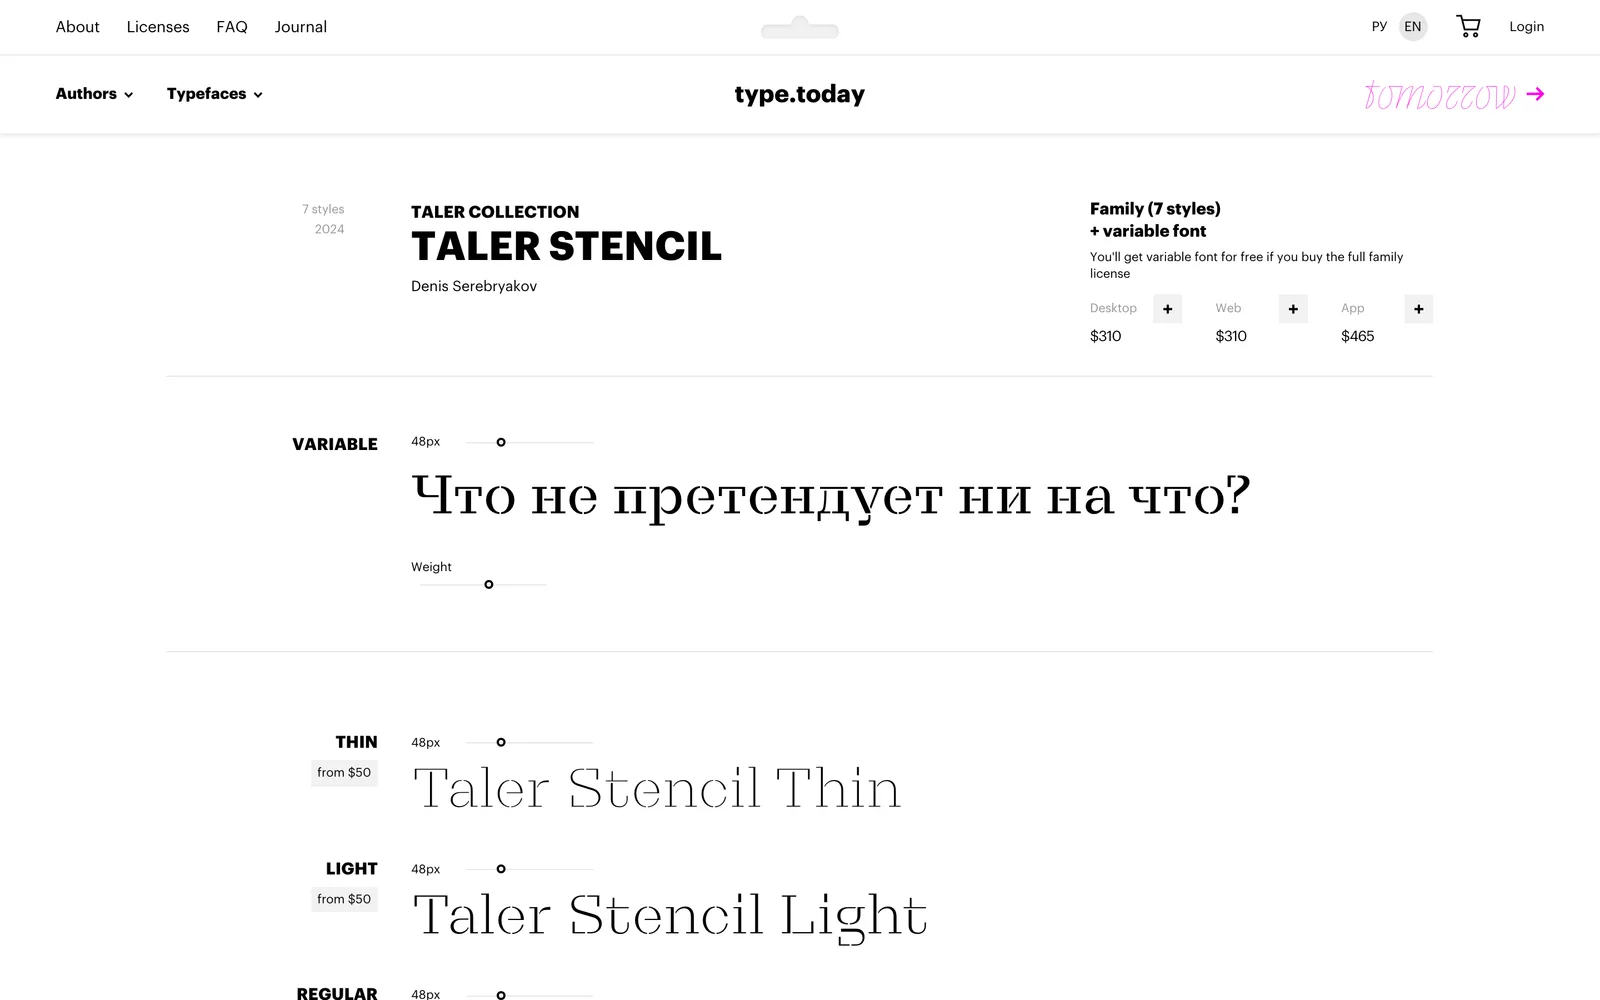 About Licenses FAQ Journal
РУ EN Login
Authors Typefaces
type.today
tomorrow →
7 styles
2024
TALER COLLECTION
TALER STENCIL
Denis Serebryakov
Family (7 styles)
+ variable font
You'll get variable font for free if you buy the full family
license
Desktop + Web + App +
$310 $310 $465
VARIABLE 48px
Что не претендует ни на что?
Weight
THIN 48px
from $50
Taler Stencil Thin
LIGHT 48px
from $50
Taler Stencil Light
REGULAR 48px